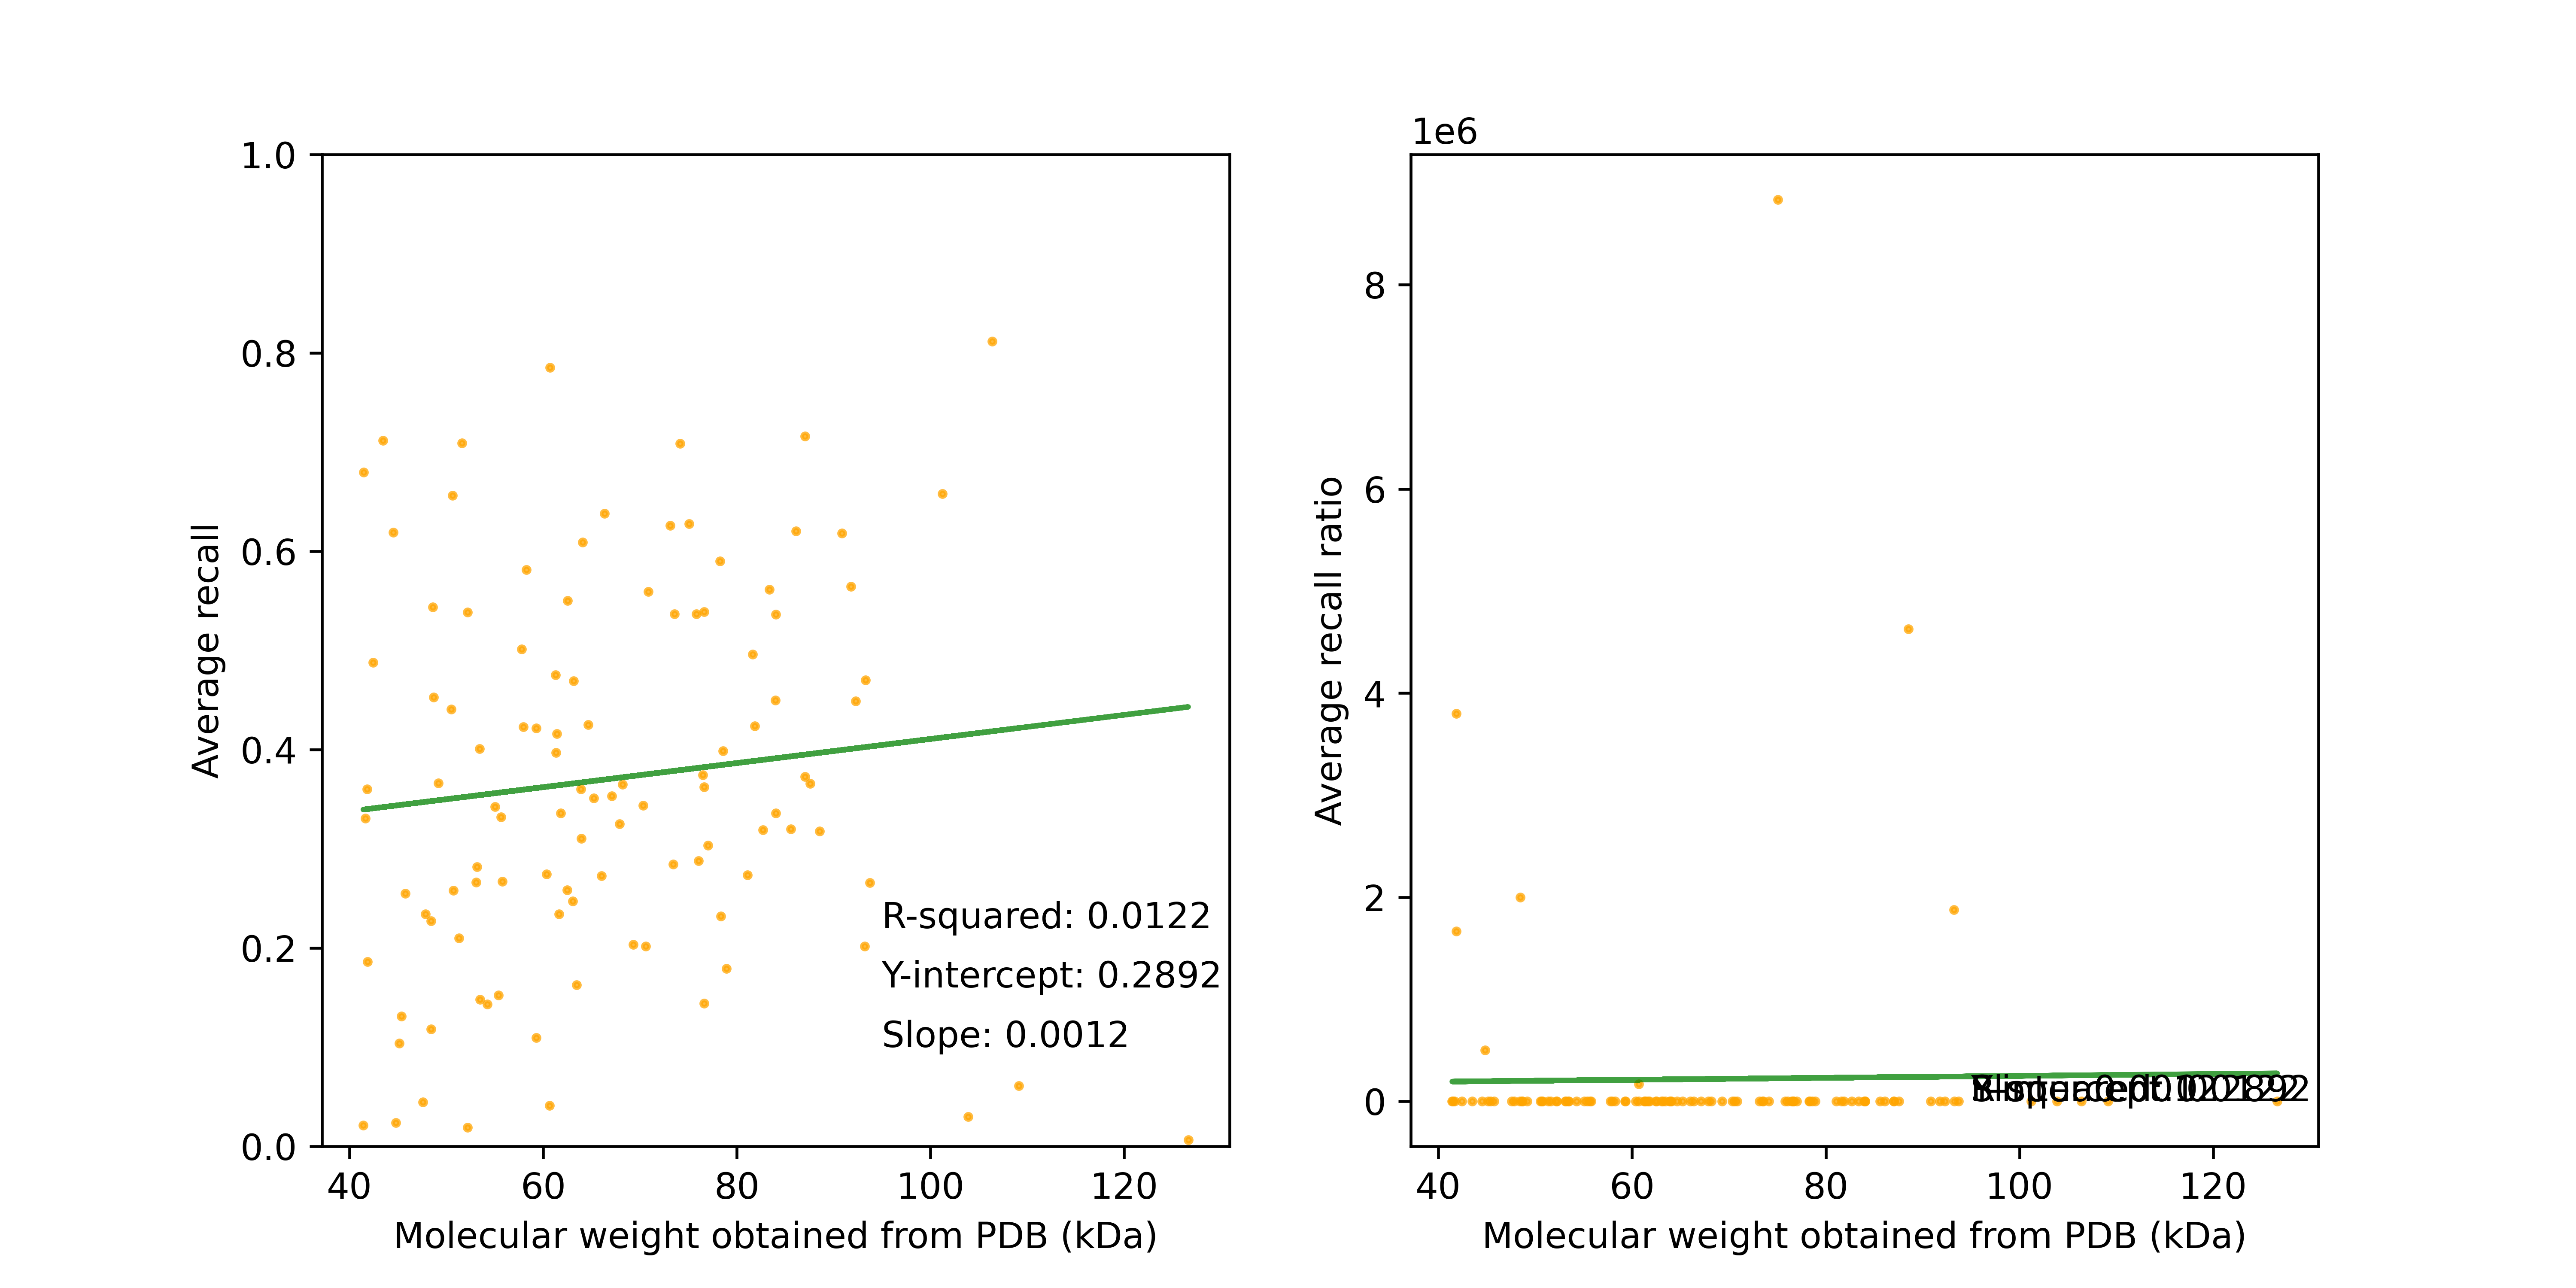 1.0
0.8
0.6
0.4
0.2
0.0
Average recall
R-squared: 0.0122
Y-intercept: 0.2892
Slope: 0.0012
40 60 80 100 120
Molecular weight obtained from PDB (kDa)
1e6
8
6
4
2
0
Average recall ratio
40 60 80 100 120
Molecular weight obtained from PDB (kDa)